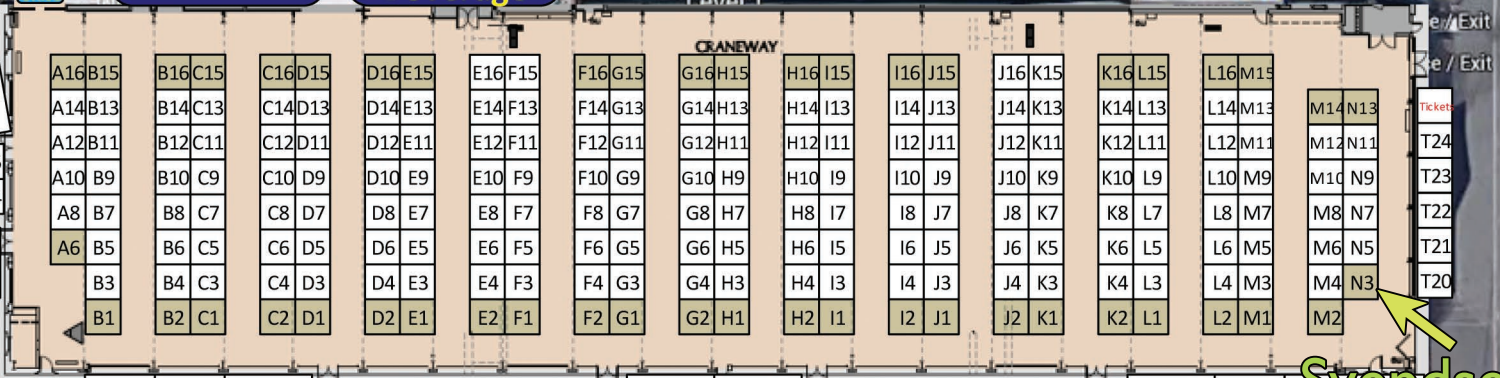 e / Exit
CRANEWAY
ce / Exit
A16 B15 B16 C15 C16 D15 D16 E15 E16 F15 F16 G15 G16 H15 H16 I15 I16 J15 J16 K15 K16 L15 L16 M15
A14 B13 B14 C13 C14 D13 D14 E13 E14 F13 F14 G13 G14 H13 H14 I13 I14 J13 J14 K13 K14 L13 L14 M13 M14 N13 Tickets
A12 B11 B12 C11 C12 D11 D12 E11 E12 F11 F12 G11 G12 H11 H12 I11 I12 J11 J12 K11 K12 L11 L12 M11 M12 N11 T24
A10 B9 B10 C9 C10 D9 D10 E9 E10 F9 F10 G9 G10 H9 H10 I9 I10 J9 J10 K9 K10 L9 L10 M9 M10 N9 T23
A8 B7 B8 C7 C8 D7 D8 E7 E8 F7 F8 G7 G8 H7 H8 I7 I8 J7 J8 K7 K8 L7 L8 M7 M8 N7 T22
A6 B5 B6 C5 C6 D5 D6 E5 E6 F5 F6 G5 G6 H5 H6 I5 I6 J5 J6 K5 K6 L5 L6 M5 M6 N5 T21
B3 B4 C3 C4 D3 D4 E3 E4 F3 F4 G3 G4 H3 H4 I3 I4 J3 J4 K3 K4 L3 L4 M3 M4 N3 T20
B1 B2 C1 C2 D1 D2 E1 E2 F1 F2 G1 G2 H1 H2 I1 I2 J1 J2 K1 K2 L1 L2 M1 M2